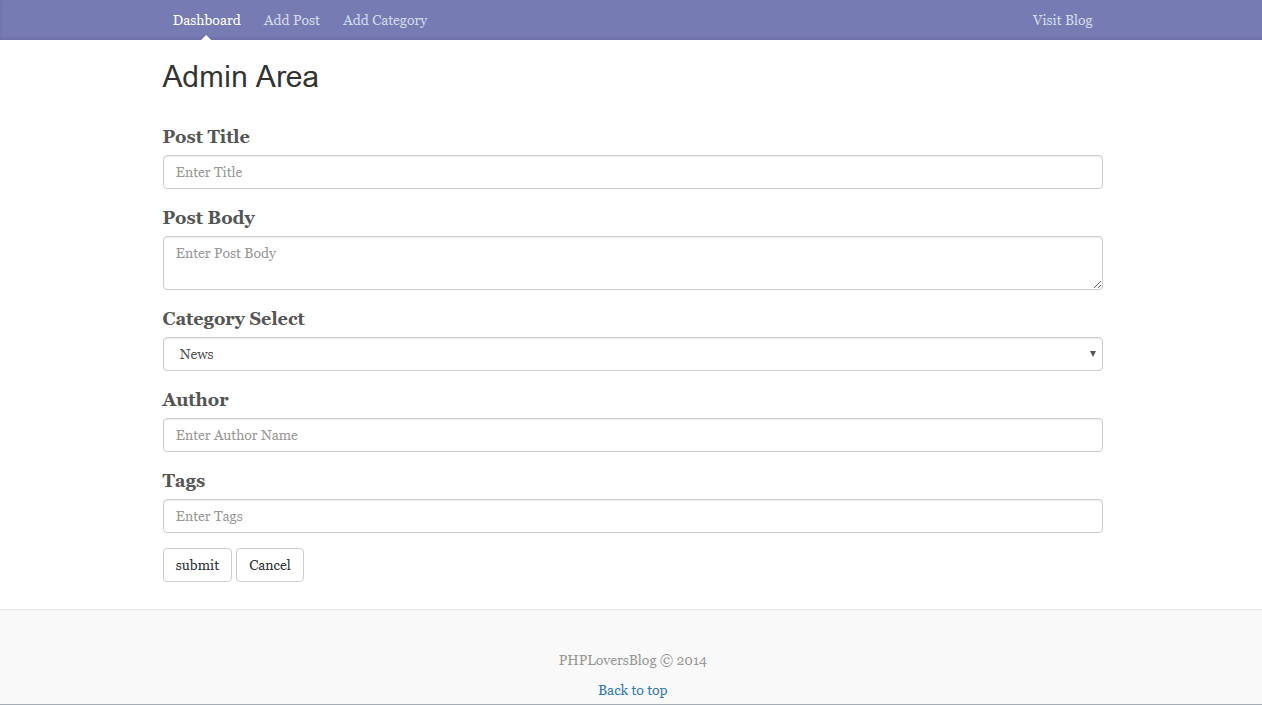 Dashboard Add Post Add Category Visit Blog
Admin Area
Post Title
Enter Title
Post Body
Enter Post Body
Category Select
News
Author
Enter Author Name
Tags
Enter Tags
submit Cancel
PHPLoversBlog © 2014
Back to top